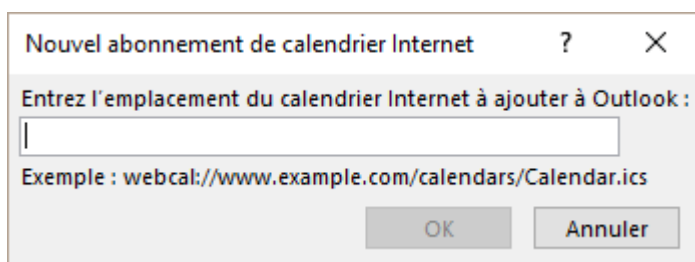 Nouvel abonnement de calendrier Internet ? ×
Entrez l'emplacement du calendrier Internet à ajouter à Outlook :
Exemple : webcal://www.example.com/calendars/Calendar.ics
OK Annuler